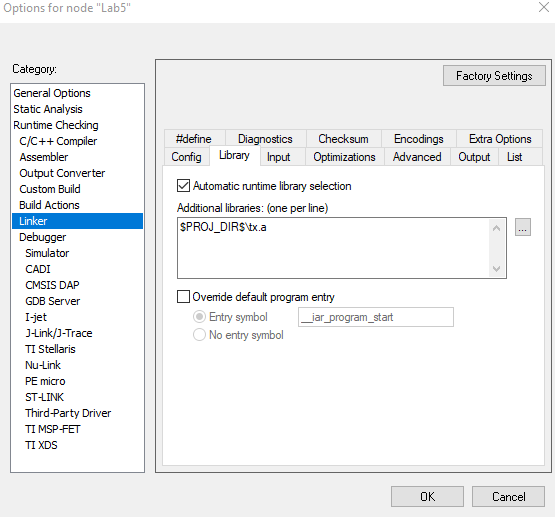 Options for node "Lab5"
Category:
General Options
Static Analysis
Runtime Checking
C/C++ Compiler
Assembler
Output Converter
Custom Build
Build Actions
Linker
Debugger
Simulator
CADI
CMSIS DAP
GDB Server
I-jet
J-Link/J-Trace
TI Stellaris
Nu-Link
PE micro
ST-LINK
Third-Party Driver
TI MSP-FET
TI XDS
Factory Settings
#define Diagnostics Checksum Encodings Extra Options
Config Library Input Optimizations Advanced Output List
Automatic runtime library selection
Additional libraries: (one per line)
$PROJ_DIR$\tx.a
...
Override default program entry
Entry symbol __iar_program_start
No entry symbol
OK Cancel